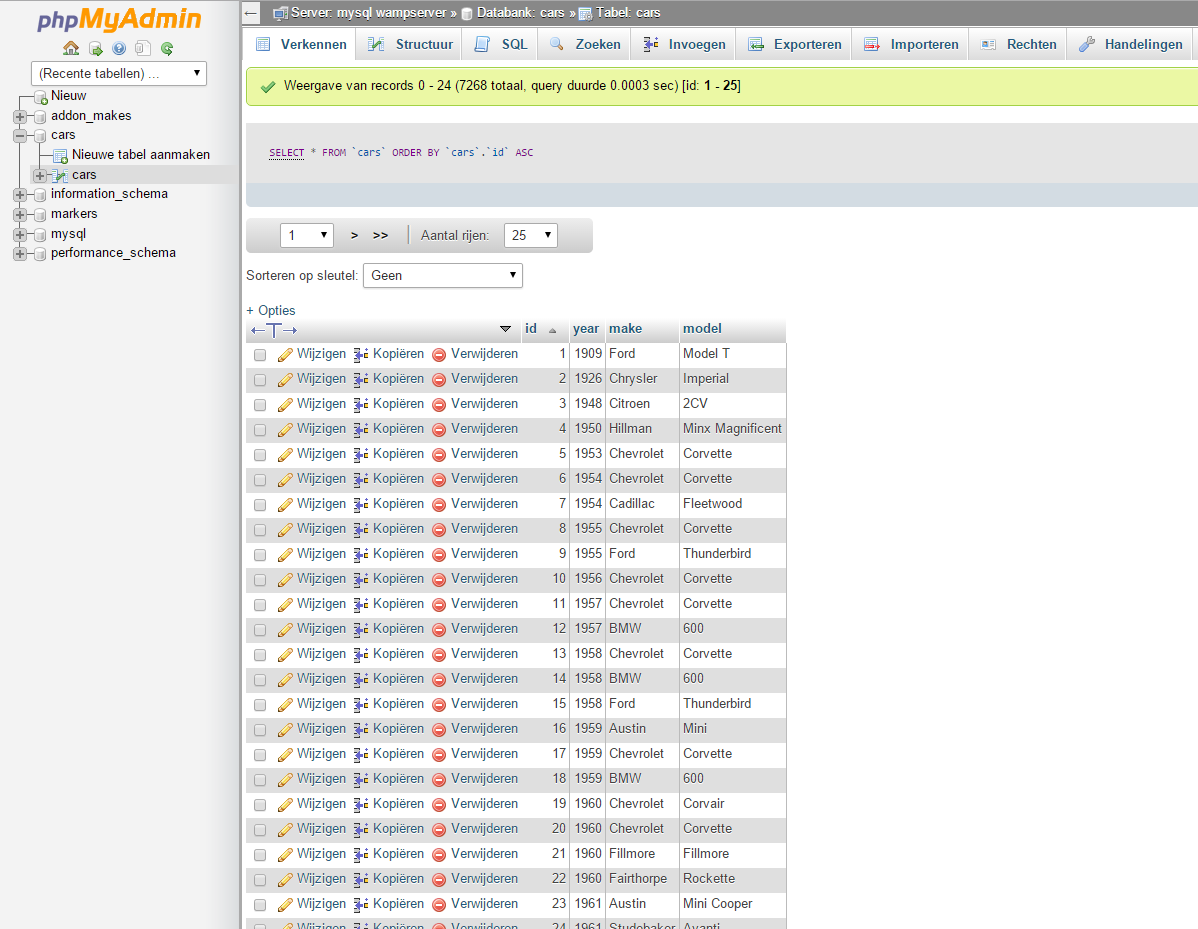 phpMyAdmin
(Recente tabellen) ...
Nieuw
addon_makes
cars
Nieuwe tabel aanmaken
cars
information_schema
markers
mysql
performance_schema
Server: mysql wampserver » Databank: cars » Tabel: cars
Verkennen Structuur SQL Zoeken Invoegen Exporteren Importeren Rechten Handelingen
Weergave van records 0 - 24 (7268 totaal, query duurde 0.0003 sec) [id: 1 - 25]
SELECT * FROM `cars` ORDER BY `cars`.`id` ASC
1 > >> Aantal rijen: 25
Sorteren op sleutel: Geen
+ Opties
←T→ id year make model
Wijzigen Kopiëren Verwijderen 1 1909 Ford Model T
Wijzigen Kopiëren Verwijderen 2 1926 Chrysler Imperial
Wijzigen Kopiëren Verwijderen 3 1948 Citroen 2CV
Wijzigen Kopiëren Verwijderen 4 1950 Hillman Minx Magnificent
Wijzigen Kopiëren Verwijderen 5 1953 Chevrolet Corvette
Wijzigen Kopiëren Verwijderen 6 1954 Chevrolet Corvette
Wijzigen Kopiëren Verwijderen 7 1954 Cadillac Fleetwood
Wijzigen Kopiëren Verwijderen 8 1955 Chevrolet Corvette
Wijzigen Kopiëren Verwijderen 9 1955 Ford Thunderbird
Wijzigen Kopiëren Verwijderen 10 1956 Chevrolet Corvette
Wijzigen Kopiëren Verwijderen 11 1957 Chevrolet Corvette
Wijzigen Kopiëren Verwijderen 12 1957 BMW 600
Wijzigen Kopiëren Verwijderen 13 1958 Chevrolet Corvette
Wijzigen Kopiëren Verwijderen 14 1958 BMW 600
Wijzigen Kopiëren Verwijderen 15 1958 Ford Thunderbird
Wijzigen Kopiëren Verwijderen 16 1959 Austin Mini
Wijzigen Kopiëren Verwijderen 17 1959 Chevrolet Corvette
Wijzigen Kopiëren Verwijderen 18 1959 BMW 600
Wijzigen Kopiëren Verwijderen 19 1960 Chevrolet Corvair
Wijzigen Kopiëren Verwijderen 20 1960 Chevrolet Corvette
Wijzigen Kopiëren Verwijderen 21 1960 Fillmore Fillmore
Wijzigen Kopiëren Verwijderen 22 1960 Fairthorpe Rockette
Wijzigen Kopiëren Verwijderen 23 1961 Austin Mini Cooper
Wijzigen Kopiëren Verwijderen 24 1961 Studebaker Avanti